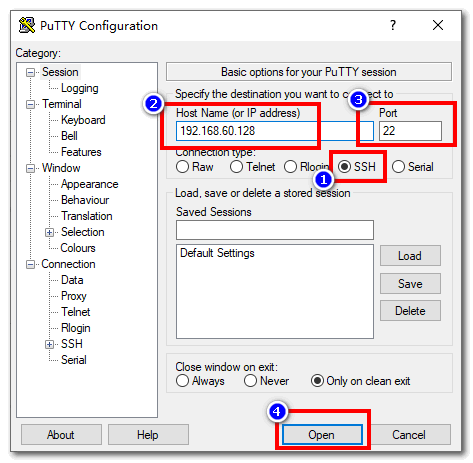 PuTTY Configuration
?
Category:
Session
Logging
Terminal
Keyboard
Bell
Features
Window
Appearance
Behaviour
Translation
Selection
Colours
Connection
Data
Proxy
Telnet
Rlogin
SSH
Serial
Basic options for your PuTTY session
Specify the destination you want to connect to
2
3
Host Name (or IP address)
Port
192.168.60.128
22
Connection type:
Raw
Telnet
Rlogin
1
SSH
Serial
Load, save or delete a stored session
Saved Sessions
Default Settings
Load
Save
Delete
Close window on exit:
Always
Never
Only on clean exit
4
About
Help
Open
Cancel